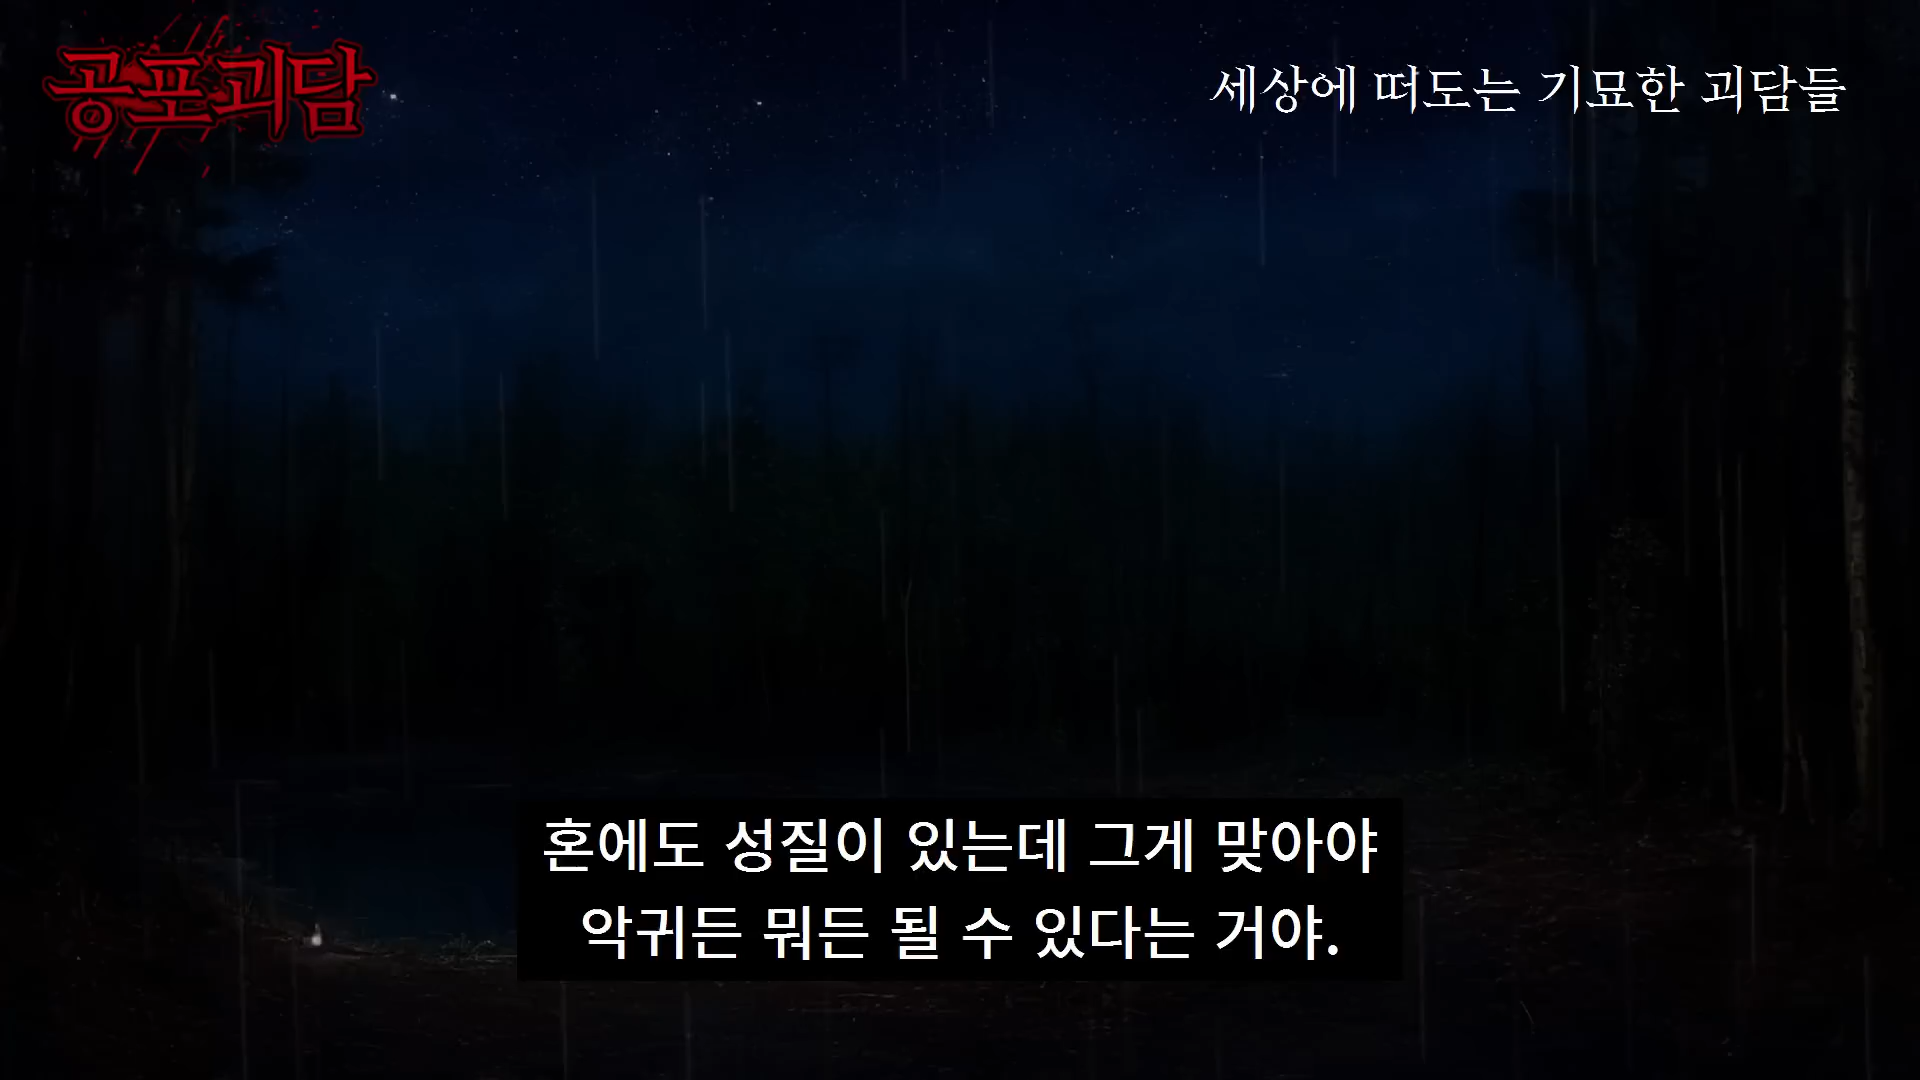 공포괴담
세상에 떠도는 기묘한 괴담들
혼에도 성질이 있는데 그게 맞아야
악귀든 뭐든 될 수 있다는 거야.